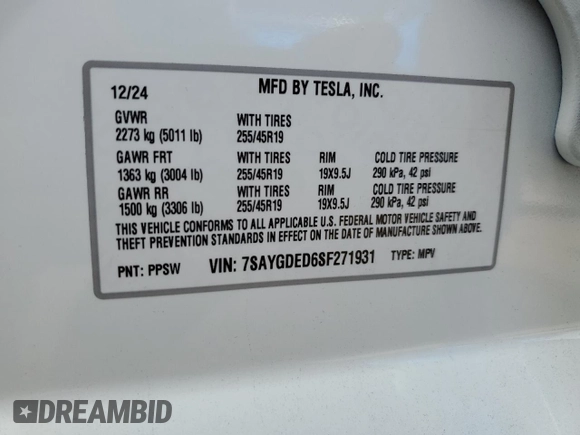 12/24 MFD BY TESLA, INC.
GVWR WITH TIRES
2273 kg (5011 lb) 255/45R19
GAWR FRT WITH TIRES RIM COLD TIRE PRESSURE
1363 kg (3004 lb) 255/45R19 19X9.5J 290 kPa, 42 psi
GAWR RR WITH TIRES RIM COLD TIRE PRESSURE
1500 kg (3306 lb) 255/45R19 19X9.5J 290 kPa, 42 psi
THIS VEHICLE CONFORMS TO ALL APPLICABLE U.S. FEDERAL MOTOR VEHICLE SAFETY AND
THEFT PREVENTION STANDARDS IN EFFECT ON THE DATE OF MANUFACTURE SHOWN ABOVE.
PNT: PPSW VIN: 7SAYGDED6SF271931 TYPE: MPV
DREAMBID